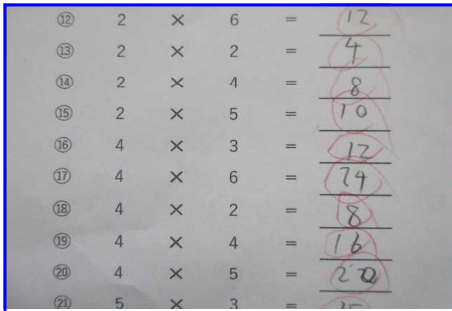 ⑫ 2 × 6 = 12
⑬ 2 × 2 = 4
⑭ 2 × 4 = 8
⑮ 2 × 5 = 10
⑯ 4 × 3 = 12
⑰ 4 × 6 = 24
⑱ 4 × 2 = 8
⑲ 4 × 4 = 16
⑳ 4 × 5 = 20
㉑ 5 × 3 =